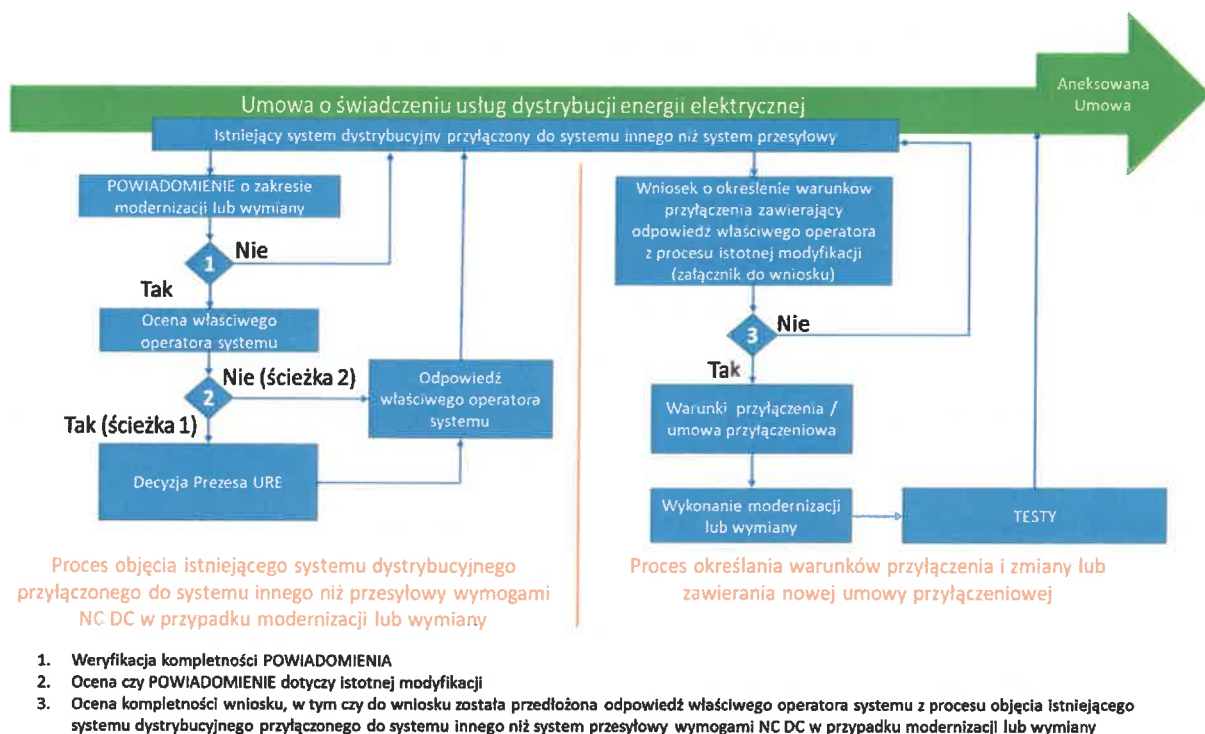 Aneksowana
Umowa
Umowa o świadczeniu usług dystrybucji energii elektrycznej
Istniejący system dystrybucyjny przyłączony do systemu innego niż system przesyłowy
POWIADOMIENIE o zakresie
modernizacji lub wymiany
1
Nie
Tak
Ocena właściwego
operatora systemu
2
Nie (ścieżka 2)
Tak (ścieżka 1)
Odpowiedź
właściwego operatora
systemu
Decyzja Prezesa URE
Proces objęcia istniejącego systemu dystrybucyjnego
przyłączonego do systemu innego niż przesyłowy wymogami
NC DC w przypadku modernizacji lub wymiany
Wniosek o określenie warunków
przyłączenia zawierający
odpowiedź właściwego operatora
z procesu istotnej modyfikacji
(załącznik do wniosku)
3
Nie
Tak
Warunki przyłączenia /
umowa przyłączeniowa
Wykonanie modernizacji
lub wymiany
TESTY
Proces określania warunków przyłączenia i zmiany lub
zawierania nowej umowy przyłączeniowej
1. Weryfikacja kompletności POWIADOMIENIA
2. Ocena czy POWIADOMIENIE dotyczy istotnej modyfikacji
3. Ocena kompletności wniosku, w tym czy do wniosku została przedłożona odpowiedź właściwego operatora systemu z procesu objęcia istniejącego
systemu dystrybucyjnego przyłączonego do systemu innego niż system przesyłowy wymogami NC DC w przypadku modernizacji lub wymiany